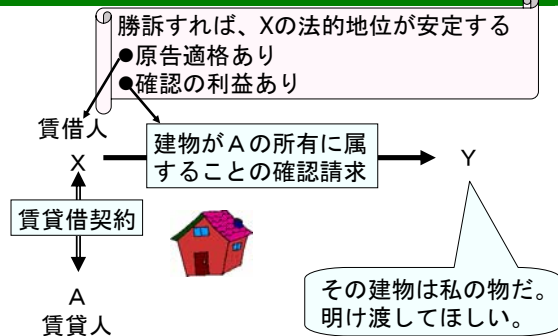 勝訴すれば、Xの法的地位が安定する
●原告適格あり
●確認の利益あり
賃借人
X
建物がAの所有に属
することの確認請求
Y
賃貸借契約
A
賃貸人
その建物は私の物だ。
明け渡してほしい。